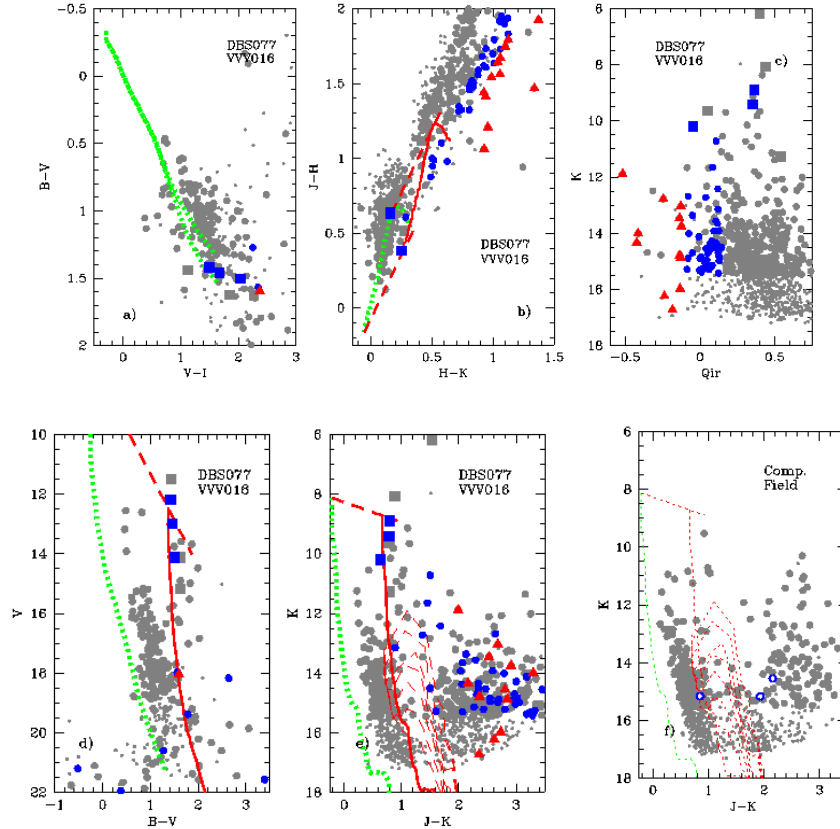 −0.5
0
0.5
1
1.5
2
B−V
0
1
2
3
V−I
DBS077
VVV016
a)
2
1.5
1
0.5
0
J−H
0
0.5
1
1.5
H−K
DBS077
VVV016
b)
6
8
10
12
14
16
18
K
−0.5
0
0.5
Qir
DBS077
VVV016
c)
10
12
14
16
18
20
22
V
−1
0
1
2
3
B−V
DBS077
VVV016
d)
6
8
10
12
14
16
18
K
0
1
2
3
J−K
DBS077
VVV016
e)
6
8
10
12
14
16
18
K
0
1
2
3
J−K
Comp.
Field
f)